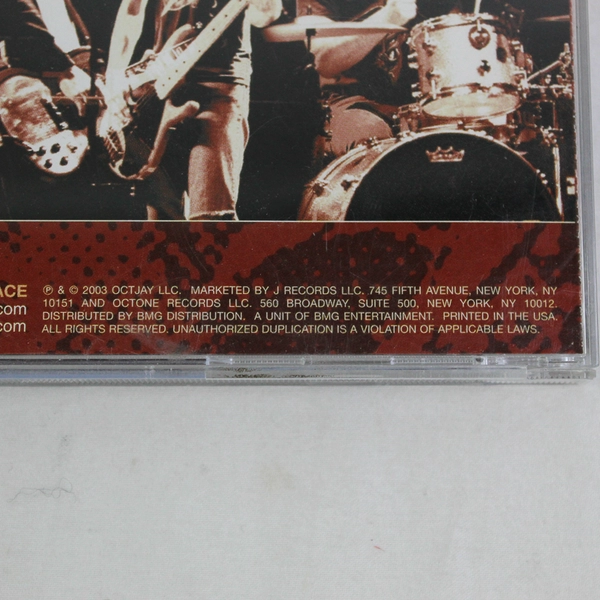 ACE
.com
.com
℗ & © 2003 OCTJAY LLC. MARKETED BY J RECORDS LLC. 745 FIFTH AVENUE, NEW YORK, NY
10151 AND OCTONE RECORDS LLC. 560 BROADWAY, SUITE 500, NEW YORK, NY 10012.
DISTRIBUTED BY BMG DISTRIBUTION. A UNIT OF BMG ENTERTAINMENT. PRINTED IN THE USA.
ALL RIGHTS RESERVED. UNAUTHORIZED DUPLICATION IS A VIOLATION OF APPLICABLE LAWS.